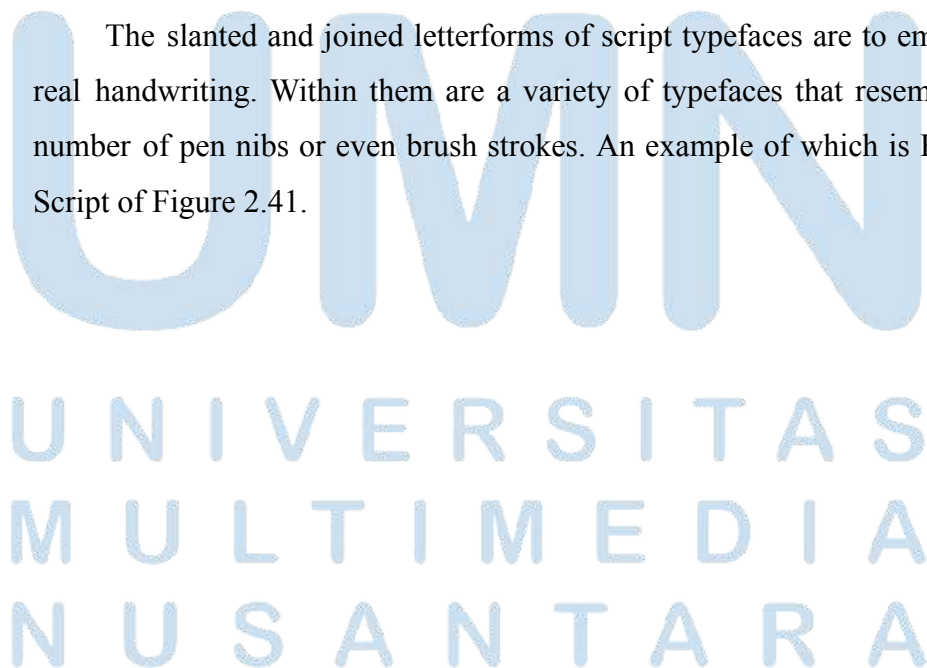 The slanted and joined letterforms of script typefaces are to
real handwriting. Within them are a variety of typefaces that
number of pen nibs or even brush strokes. An example of which is
Script of Figure 2.41.
UMN
UNIVERSITAS
MULTIMEDIA
NUSANTARA